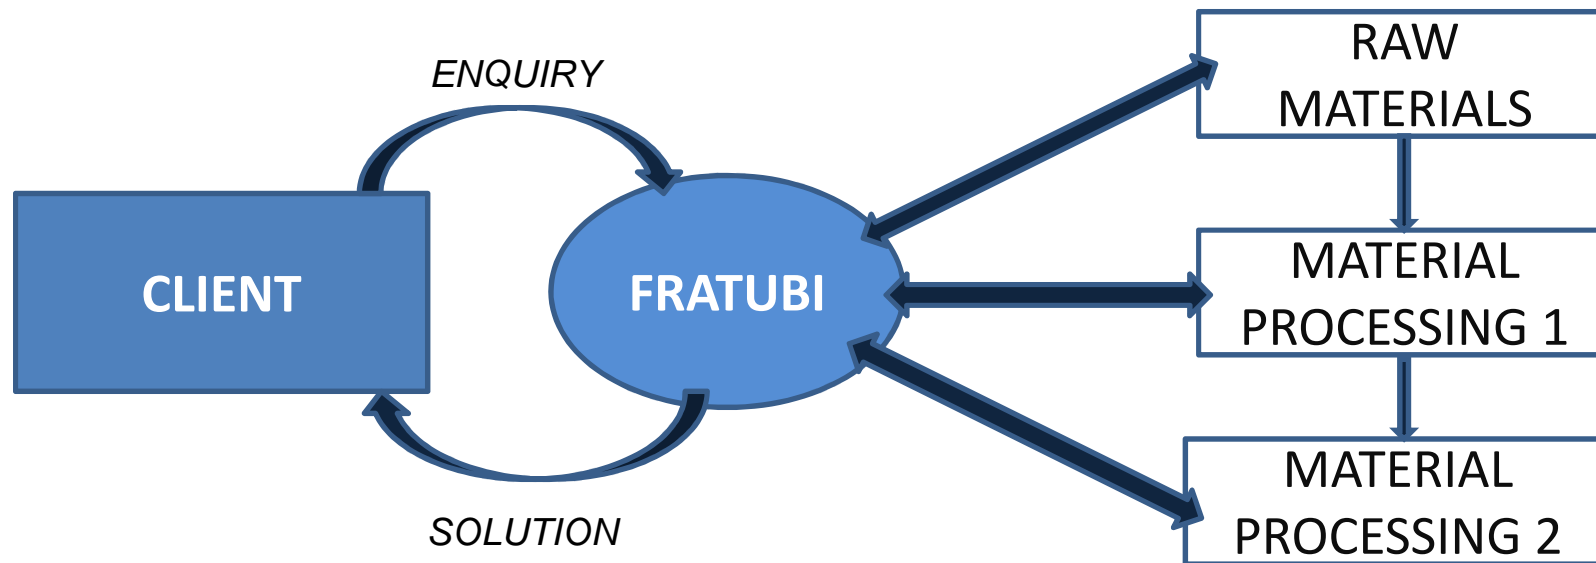 ENQUIRY
CLIENT
FRATUBI
SOLUTION
RAW
MATERIALS
MATERIAL
PROCESSING 1
MATERIAL
PROCESSING 2